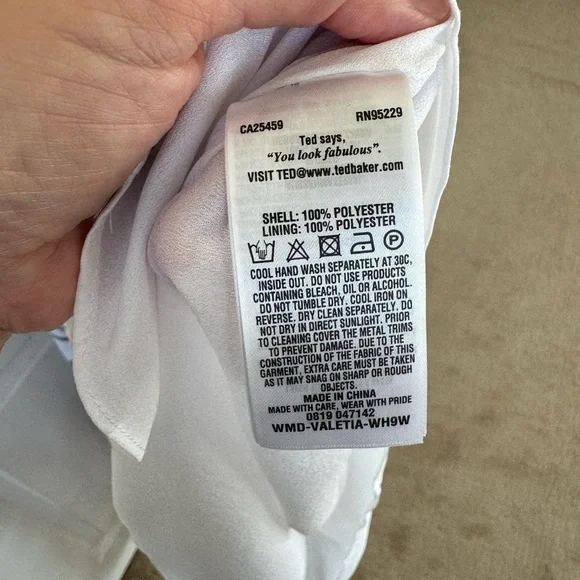 CA25459 RN95229
Ted says,
“You look fabulous”.
VISIT TED@www.tedbaker.com
SHELL: 100% POLYESTER
LINING: 100% POLYESTER
P
COOL HAND WASH SEPARATELY AT 30C,
INSIDE OUT. DO NOT USE PRODUCTS
CONTAINING BLEACH, OIL OR ALCOHOL.
DO NOT TUMBLE DRY. COOL IRON ON
REVERSE. DRY CLEAN SEPARATELY. DO
NOT DRY IN DIRECT SUNLIGHT. PRIOR
TO CLEANING COVER THE METAL TRIMS
TO PREVENT DAMAGE. DUE TO THE
CONSTRUCTION OF THE FABRIC OF THIS
GARMENT, EXTRA CARE MUST BE TAKEN
AS IT MAY SNAG ON SHARP OR ROUGH
OBJECTS.
MADE IN CHINA
MADE WITH CARE, WEAR WITH PRIDE
0819 047142
WMD-VALETIA-WH9W